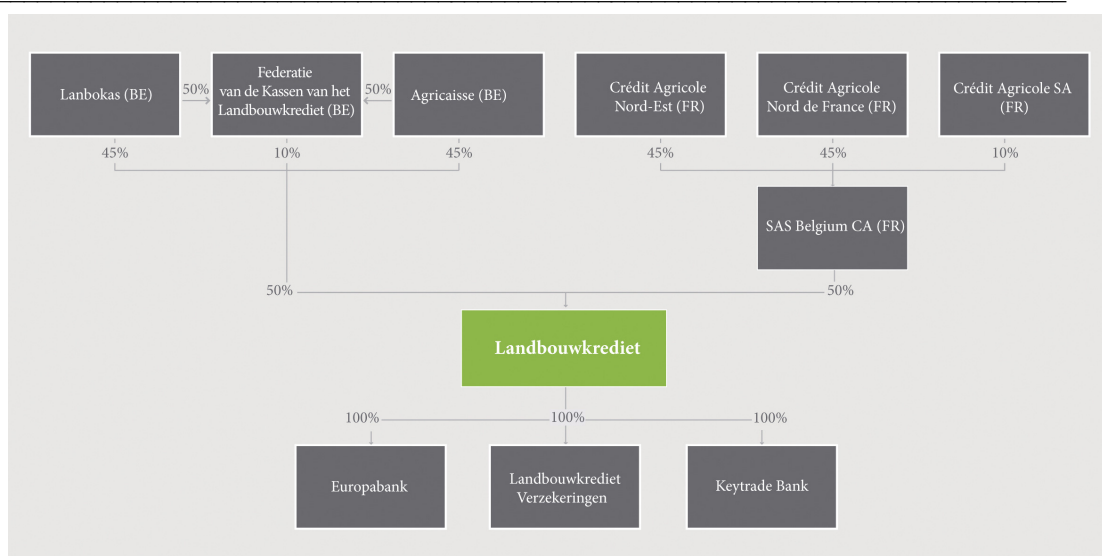 Lanbokas (BE)
50%
Federatie
van de Kassen van het
Landbouwkrediet (BE)
50%
Agricaisse (BE)
Crédit Agricole
Nord-Est (FR)
Crédit Agricole
Nord de France (FR)
Crédit Agricole SA
(FR)
45%
10%
45%
45%
45%
10%
SAS Belgium CA (FR)
50%
50%
Landbouwkrediet
100%
100%
100%
Europabank
Landbouwkrediet
Verzekeringen
Keytrade Bank